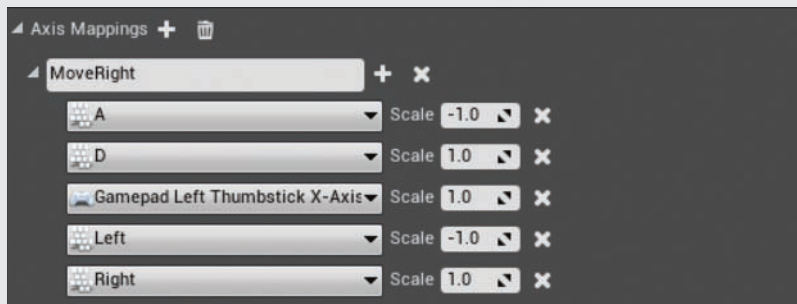 Axis Mappings
MoveRight
A Scale -1.0
D Scale 1.0
Gamepad Left Thumbstick X-Axis Scale 1.0
Left Scale -1.0
Right Scale 1.0